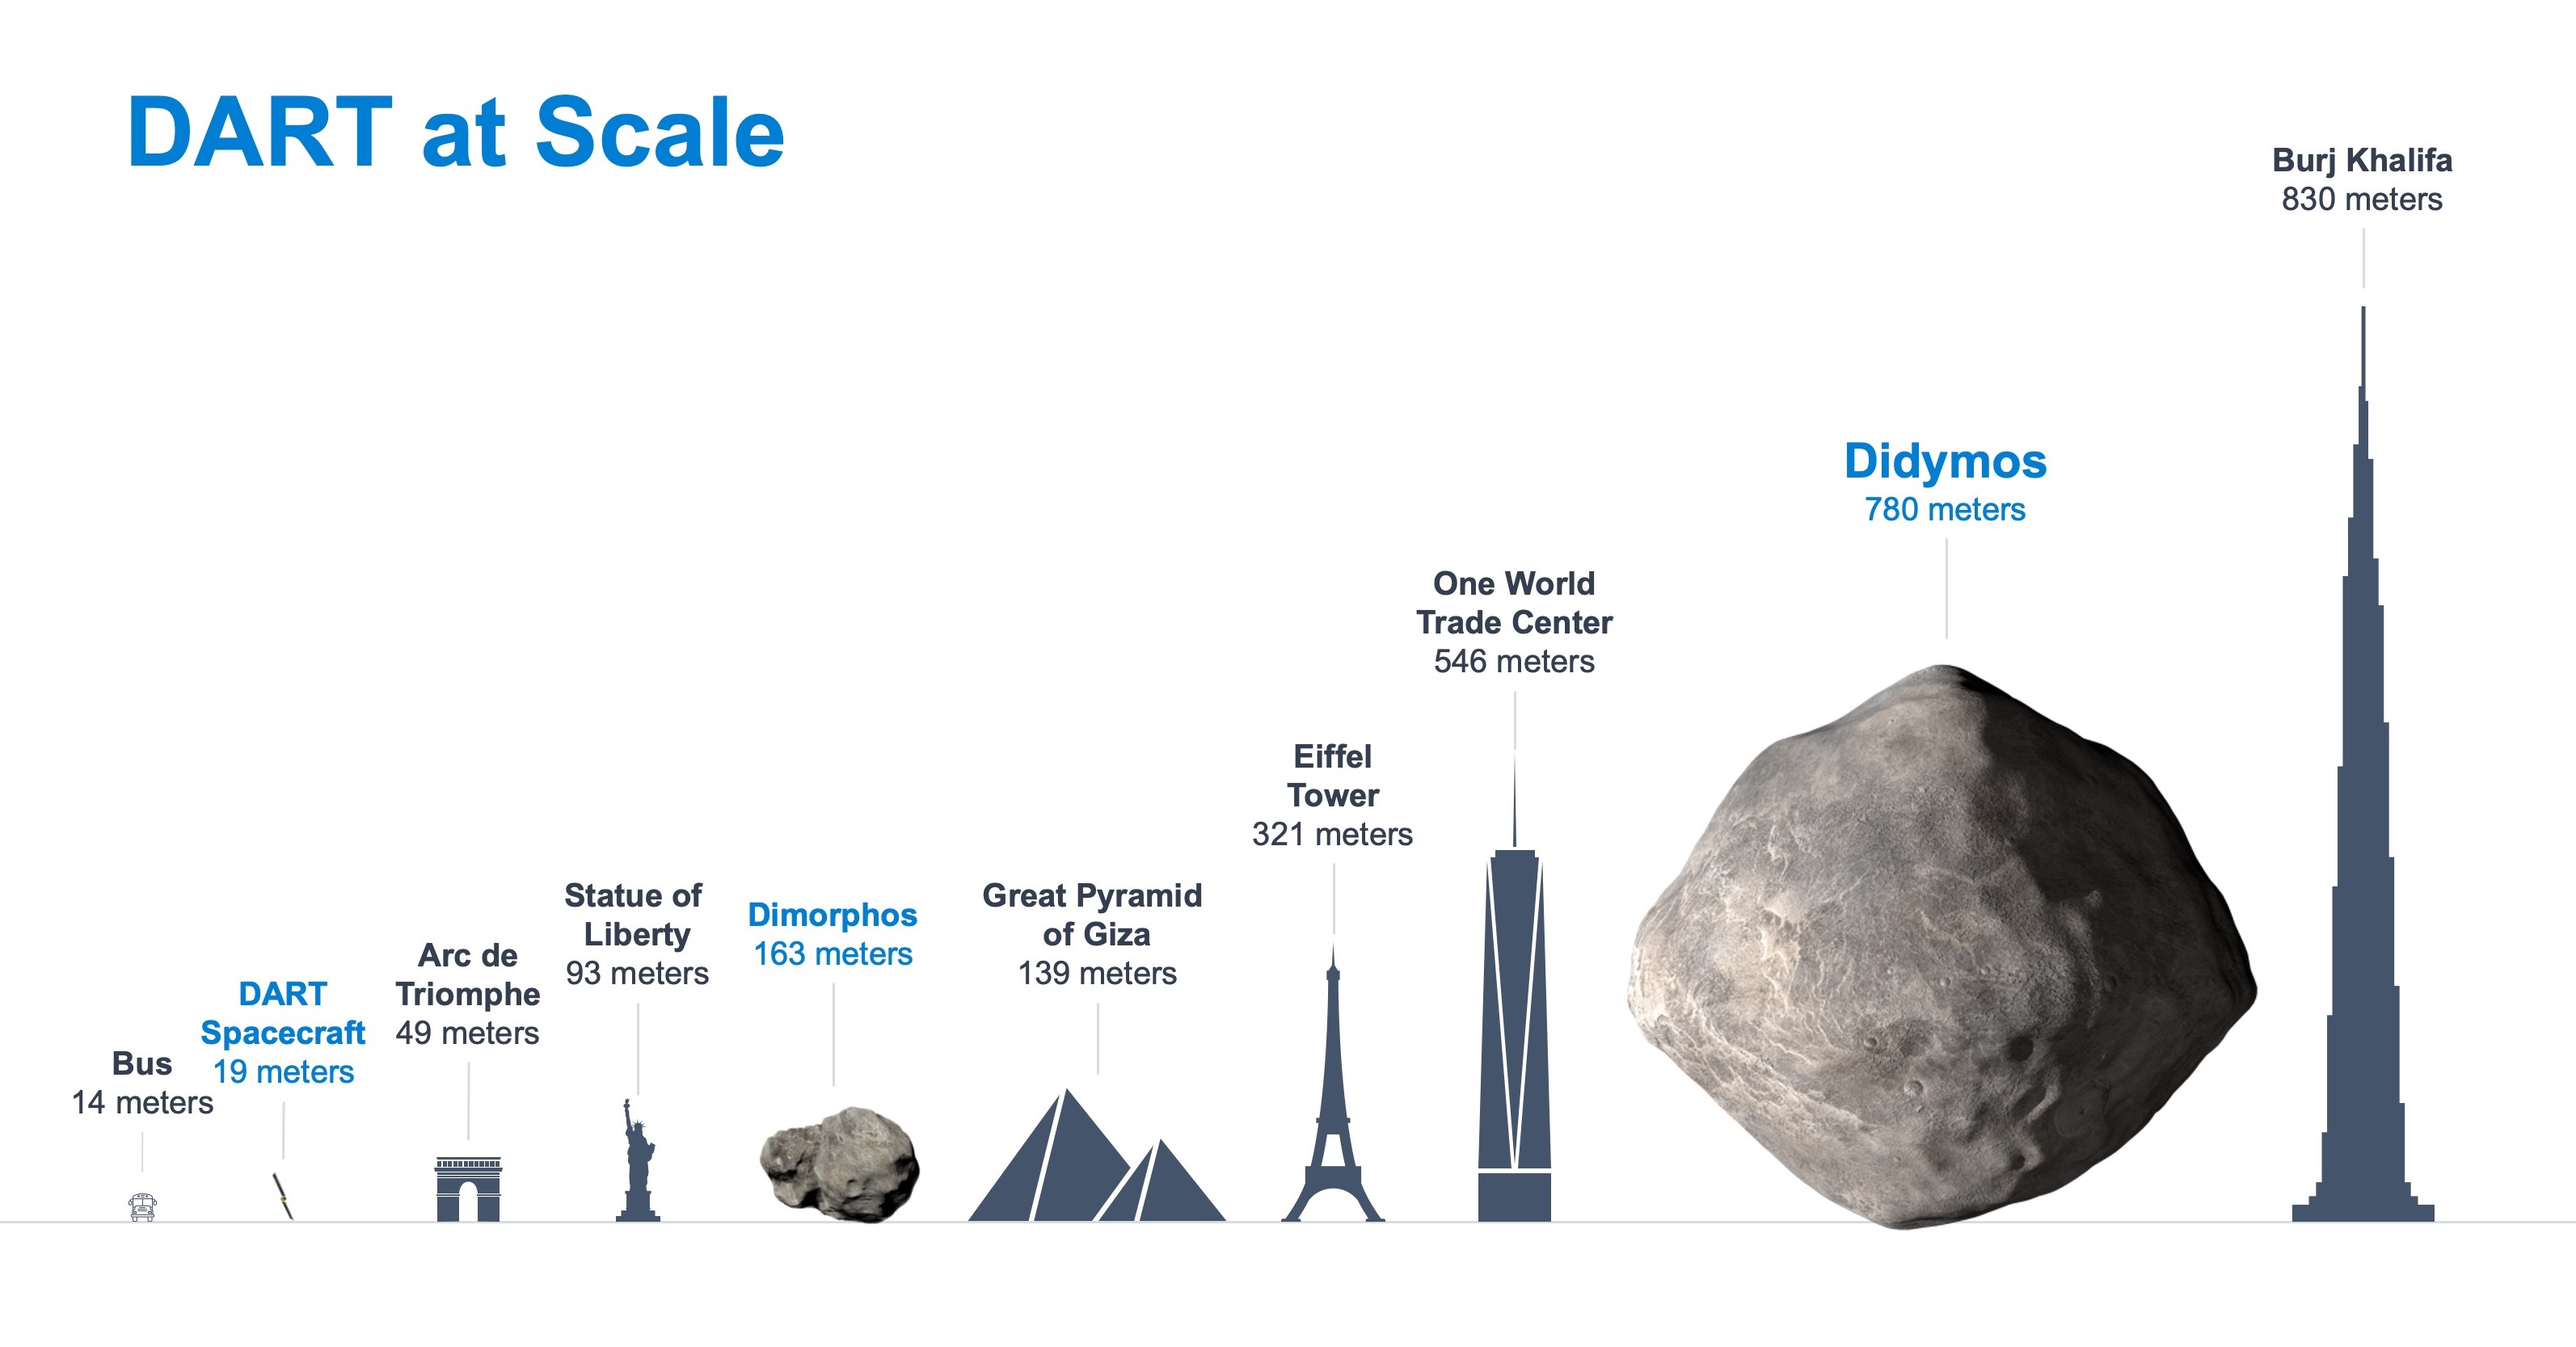 DART at Scale
Bus
14 meters
DART
Spacecraft
19 meters
Arc de
Triomphe
49 meters
Statue of
Liberty
93 meters
Dimorphos
163 meters
Great Pyramid
of Giza
139 meters
Eiffel
Tower
321 meters
One World
Trade Center
546 meters
Didymos
780 meters
Burj Khalifa
830 meters